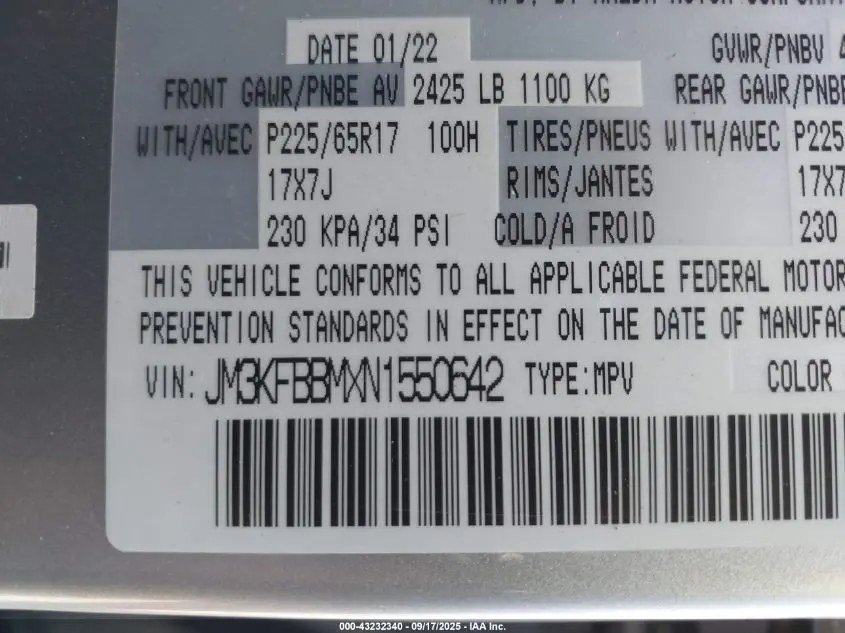 DATE 01/22 GVWR/PNBV
FRONT GAWR/PNBE AV 2425 LB 1100 KG REAR GAWR/PNBE
WITH/AVEC P225/65R17 100H TIRES/PNEUS WITH/AVEC P225
17X7J RIMS/JANTES 17X7
230 KPA/34 PSI COLD/A FROID 230
THIS VEHICLE CONFORMS TO ALL APPLICABLE FEDERAL MOTOR
PREVENTION STANDARDS IN EFFECT ON THE DATE OF MANUFAC
VIN: JM3KFBBMXN1550642 TYPE:MPV COLOR
000-43232340 - 09/17/2025 - IAA Inc.